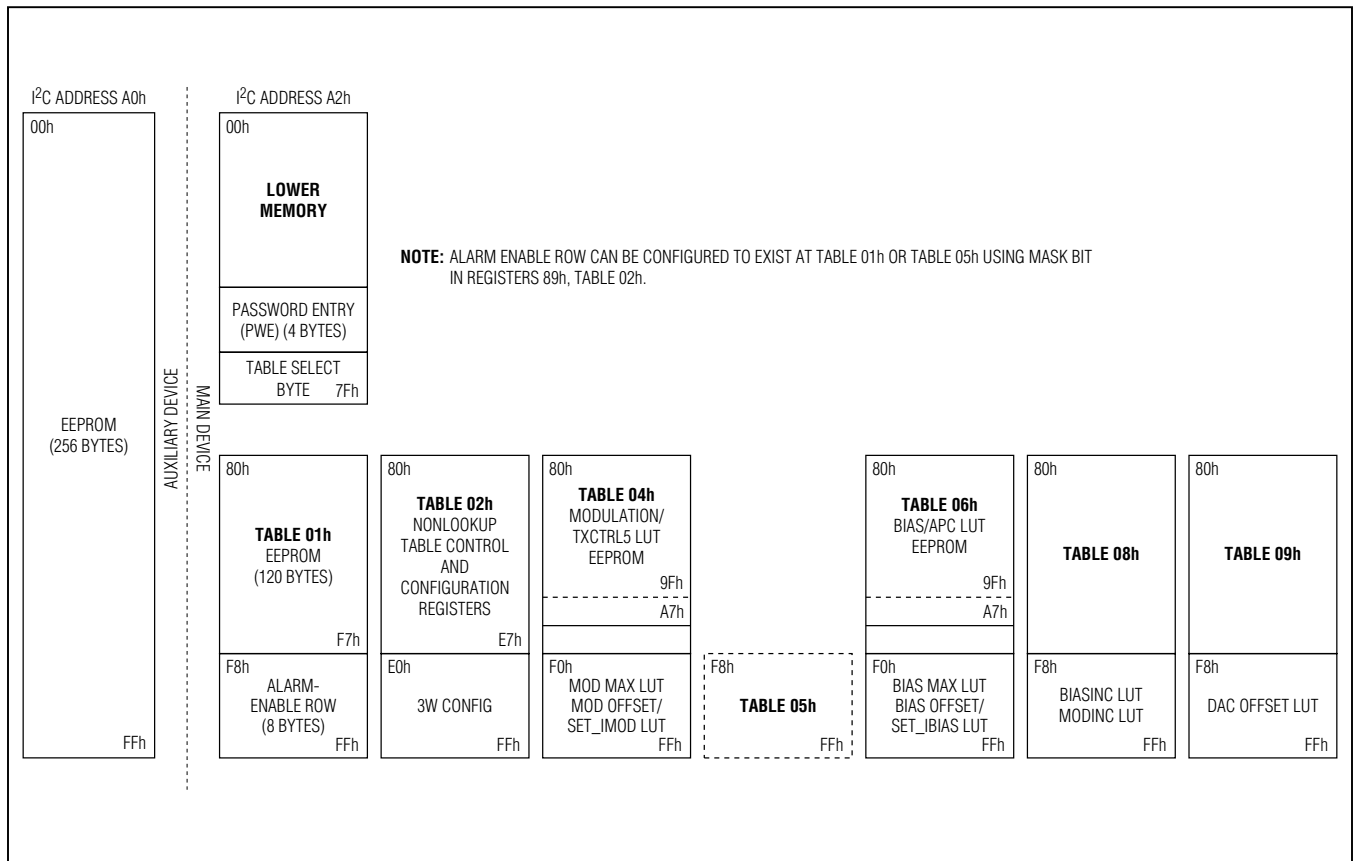 I²C ADDRESS A0h
00h
EEPROM
(256 BYTES)
FFh
AUXILIARY DEVICE
MAIN DEVICE
I²C ADDRESS A2h
00h
LOWER
MEMORY
PASSWORD ENTRY
(PWE) (4 BYTES)
TABLE SELECT
BYTE 7Fh
NOTE: ALARM ENABLE ROW CAN BE CONFIGURED TO EXIST AT TABLE 01h OR TABLE 05h USING MASK BIT
IN REGISTERS 89h, TABLE 02h.
80h
TABLE 01h
EEPROM
(120 BYTES)
F7h
F8h
ALARM-
ENABLE ROW
(8 BYTES)
FFh
80h
TABLE 02h
NONLOOKUP
TABLE CONTROL
AND
CONFIGURATION
REGISTERS
E7h
E0h
3W CONFIG
FFh
80h
TABLE 04h
MODULATION/
TXCTRL5 LUT
EEPROM
9Fh
A7h
F0h
MOD MAX LUT
MOD OFFSET/
SET_IMOD LUT
FFh
F8h
TABLE 05h
FFh
80h
TABLE 06h
BIAS/APC LUT
EEPROM
9Fh
A7h
F0h
BIAS MAX LUT
BIAS OFFSET/
SET_IBIAS LUT
FFh
80h
TABLE 08h
F8h
BIASINC LUT
MODINC LUT
FFh
80h
TABLE 09h
F8h
DAC OFFSET LUT
FFh